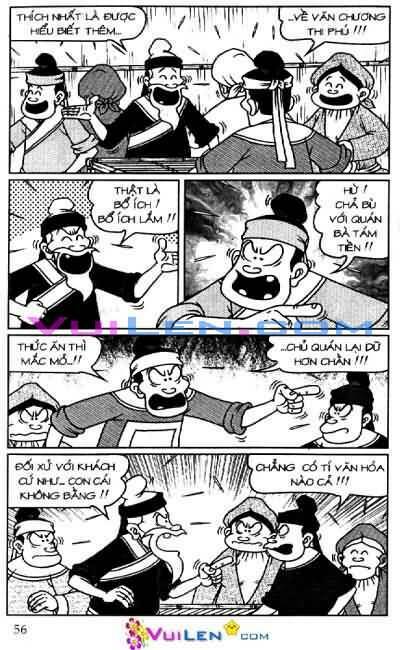 THÍCH NHẤT LÀ ĐƯỢC
HIỂU BIẾT THÊM...
...VỀ VĂN CHƯƠNG
THI PHÚ !!!
THẬT LÀ
BỔ ÍCH !
BỔ ÍCH LẮM !!
HỪ !
CHẢ BÙ
VỚI QUÁN
BÀ TÁM
TIỀN !
VUILEN.COM
THỨC ĂN THÌ
MẮC MỎ..!!
...CHỦ QUÁN LẠI DỮ
HƠN CHẰN !!!
ĐỐI XỬ VỚI KHÁCH
CỨ NHƯ... CON CÁI
KHÔNG BẰNG !!
CHẲNG CÓ TÍ VĂN HÓA
NÀO CẢ !!!
56
VUILEN.COM